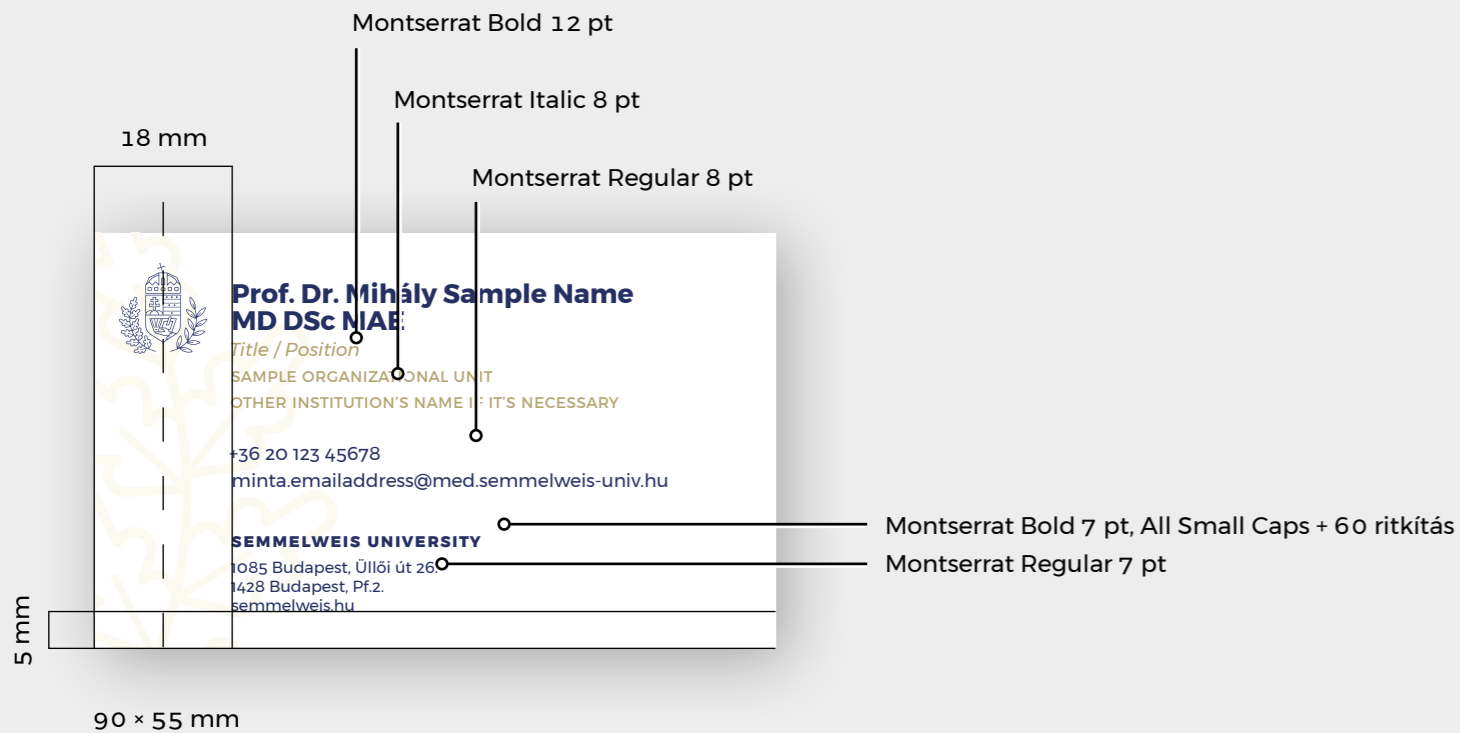 Montserrat Bold 12 pt
Montserrat Italic 8 pt
18 mm
Montserrat Regular 8 pt
Prof. Dr. Mihály Sample Name
MD DSc MAE
Title / Position
SAMPLE ORGANIZATIONAL UNIT
OTHER INSTITUTION'S NAME IF IT'S NECESSARY
+36 20 123 45678
minta.emailaddress@med.semmelweis-univ.hu
Montserrat Bold 7 pt, All Small Caps + 60 ritkítás
SEMMELWEIS UNIVERSITY
Montserrat Regular 7 pt
1085 Budapest, Üllői út 26.
1428 Budapest, Pf.2.
semmelweis.hu
5 mm
90 × 55 mm